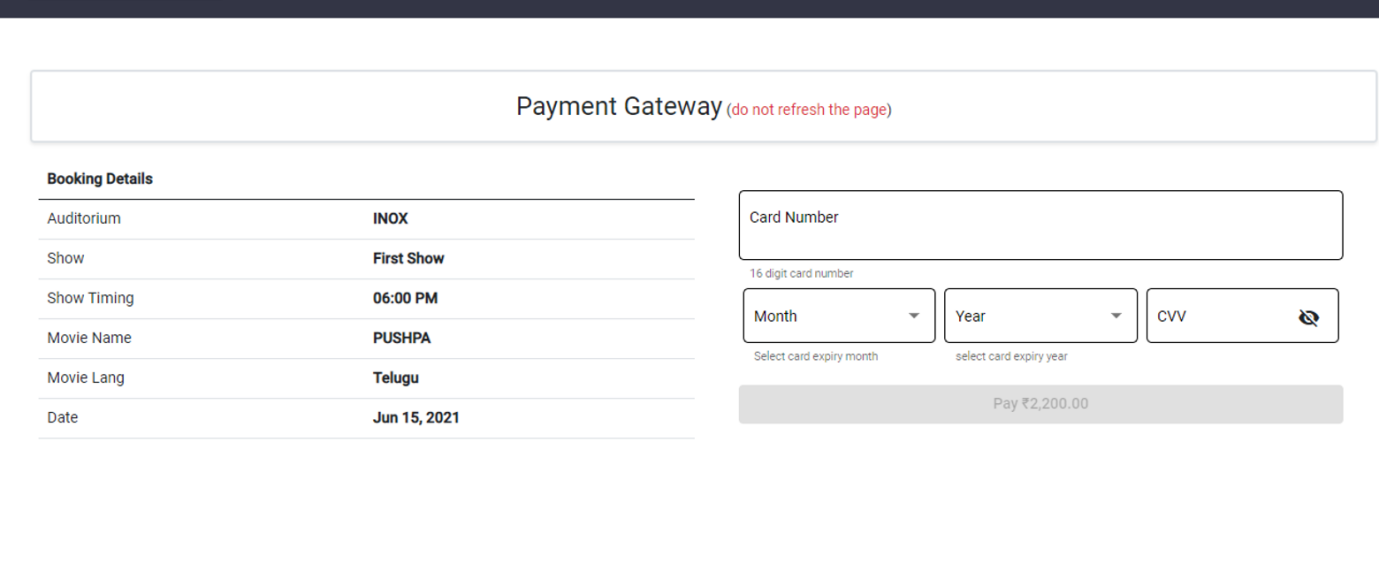 Payment Gateway (do not refresh the page)
Booking Details
Auditorium INOX
Show First Show
Show Timing 06:00 PM
Movie Name PUSHPA
Movie Lang Telugu
Date Jun 15, 2021
Card Number
16 digit card number
Month Year CVV
Select card expiry month select card expiry year
Pay ₹2,200.00